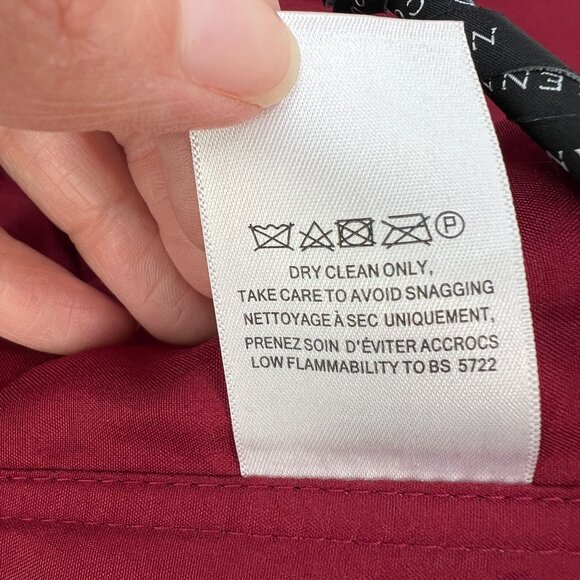 P
DRY CLEAN ONLY,
TAKE CARE TO AVOID SNAGGING
NETTOYAGE À SEC UNIQUEMENT,
PRENEZ SOIN D'ÉVITER ACCROCS
LOW FLAMMABILITY TO BS 5722